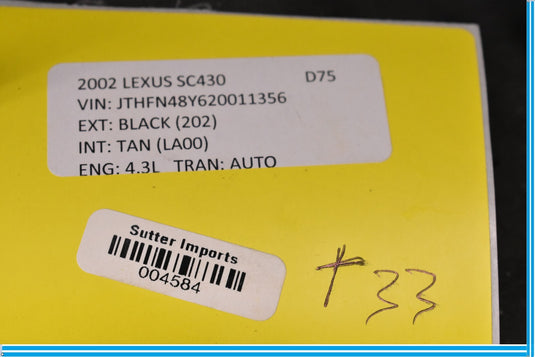 2002 LEXUS SC430 D75
VIN: JTHFN48Y620011356
EXT: BLACK (202)
INT: TAN (LA00)
ENG: 4.3L TRAN: AUTO
Sutter Imports
004584
+33